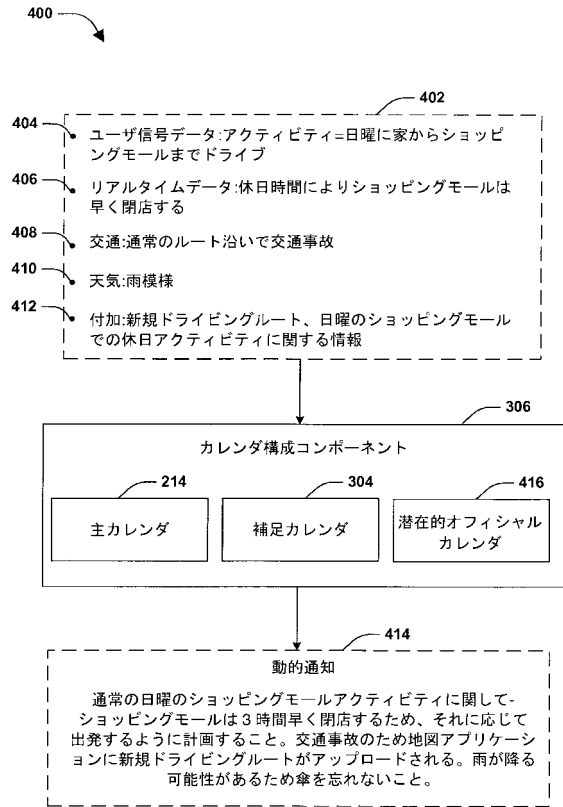 400
402
404
ユーザ信号データ:アクティビティ=日曜に家からショッピ
ングモールまでドライブ
406
リアルタイムデータ:休日時間によりショッピングモールは
早く閉店する
408
交通:通常のルート沿いで交通事故
410
天気:雨模様
412
付加:新規ドライビングルート、日曜のショッピングモール
での休日アクティビティに関する情報
306
カレンダ構成コンポーネント
214
主カレンダ
304
補足カレンダ
416
潜在的オフィシャル
カレンダ
414
動的通知
通常の日曜のショッピングモールアクティビティに関して-
ショッピングモールは3時間早く閉店するため、それに応じて
出発するように計画すること。交通事故のため地図アプリケーシ
ョンに新規ドライビングルートがアップロードされる。雨が降る
可能性があるため傘を忘れないこと。